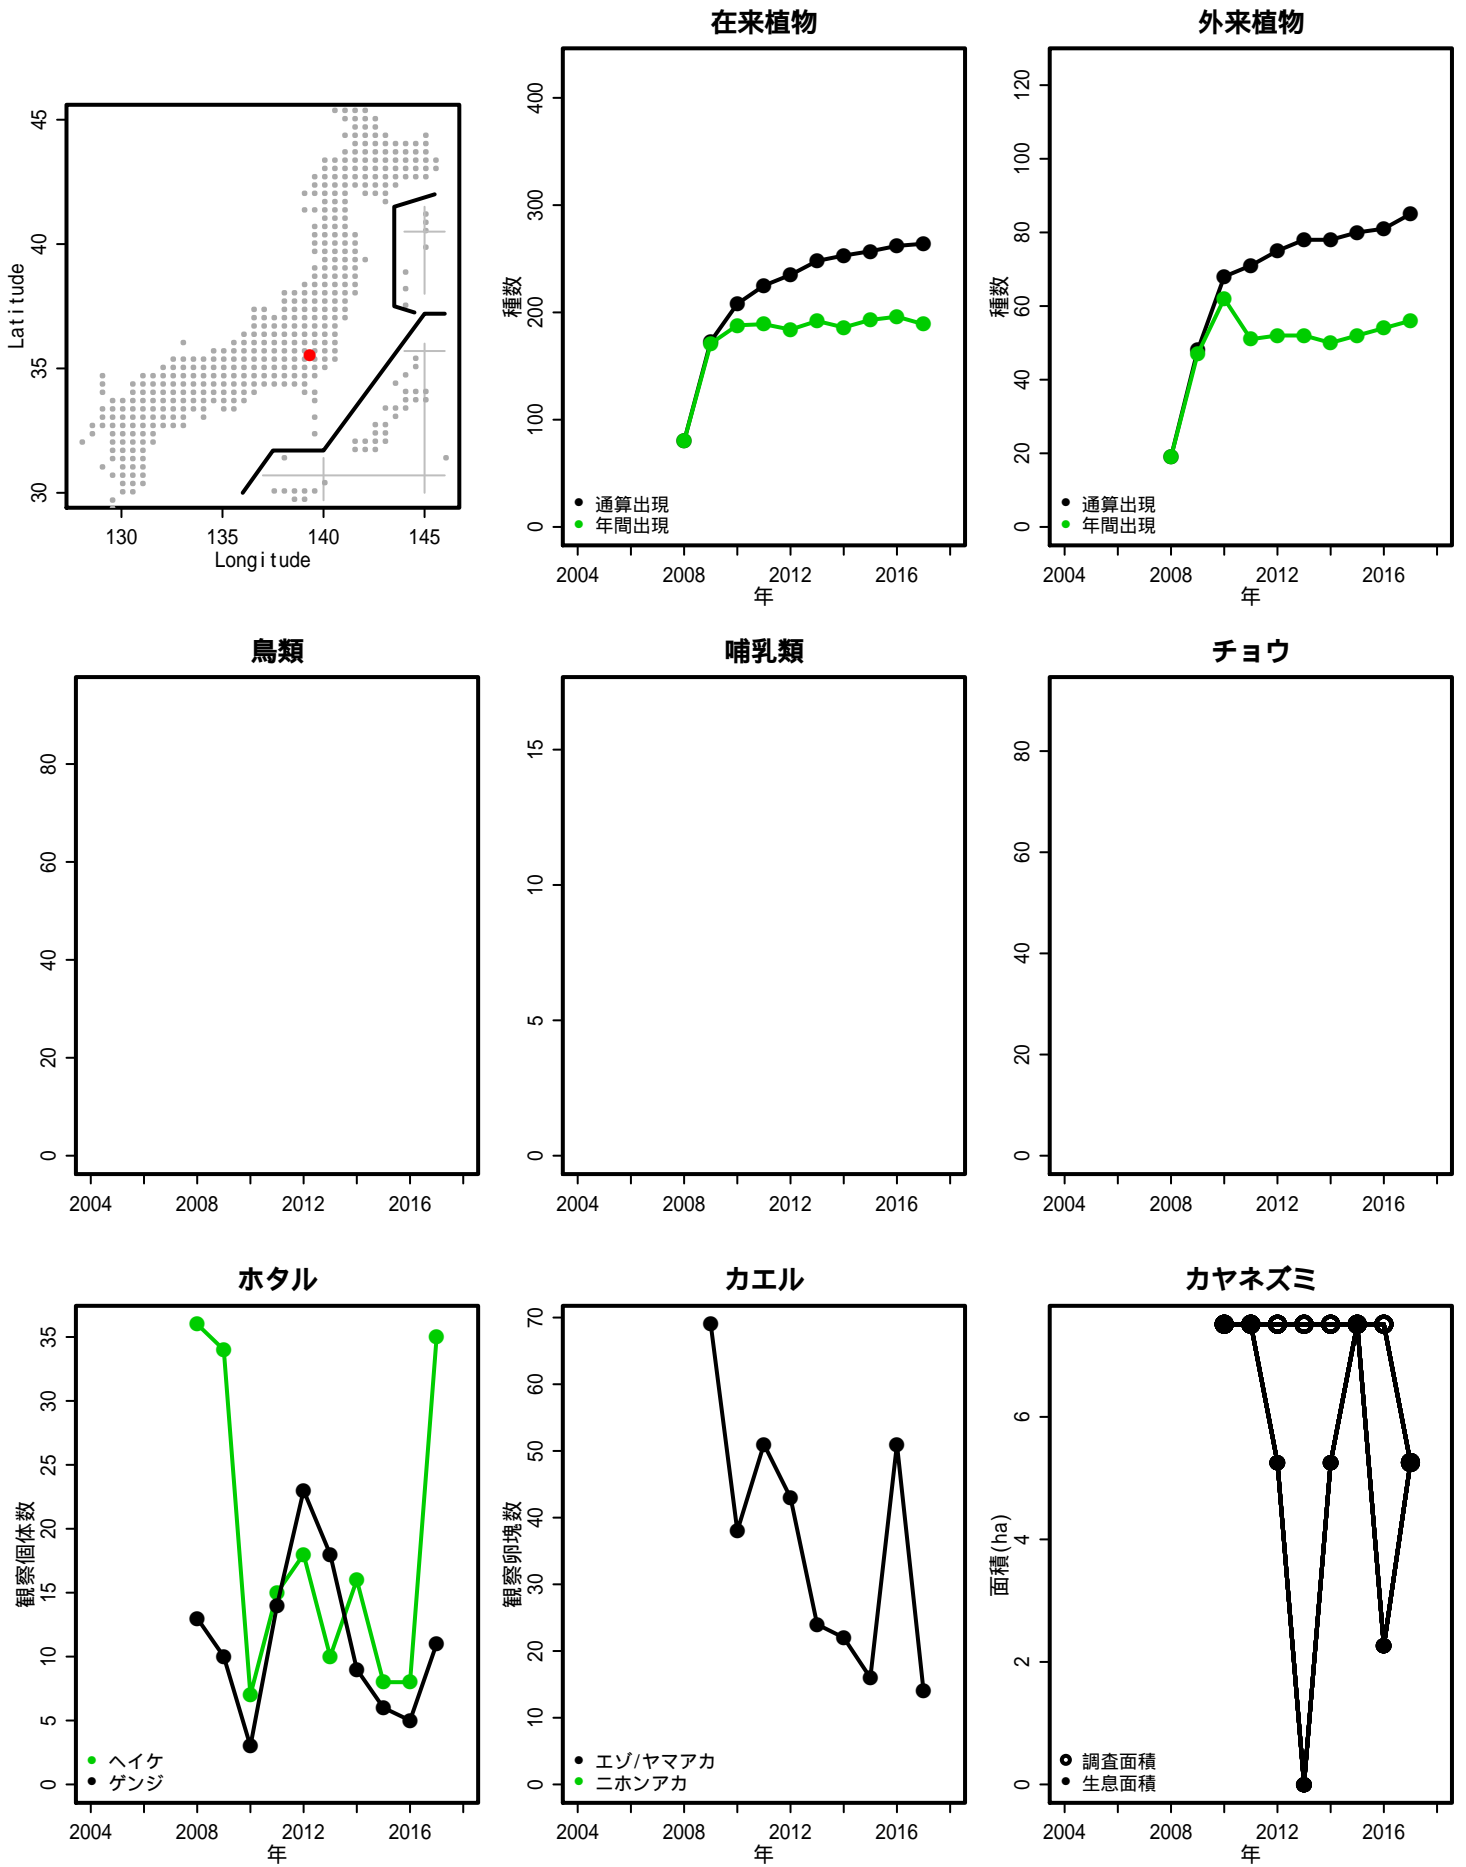 45
40
35
30
Latitude
130
135
140
145
Longitude
在来植物
400
300
200
100
0
種数
通算出現
年間出現
2004
2008
2012
2016
年
外来植物
120
100
80
60
40
20
0
種数
通算出現
年間出現
2004
2008
2012
2016
年
鳥類
80
60
40
20
0
2004
2008
2012
2016
哺乳類
15
10
5
0
2004
2008
2012
2016
チョウ
80
60
40
20
0
2004
2008
2012
2016
ホタル
35
30
25
20
15
10
5
0
観察個体数
ヘイケ
ゲンジ
2004
2008
2012
2016
年
カエル
70
60
50
40
30
20
10
0
観察卵塊数
エゾ/ヤマアカ
ニホンアカ
2004
2008
2012
2016
年
カヤネズミ
6
4
2
0
面積(ha)
調査面積
生息面積
2004
2008
2012
2016
年